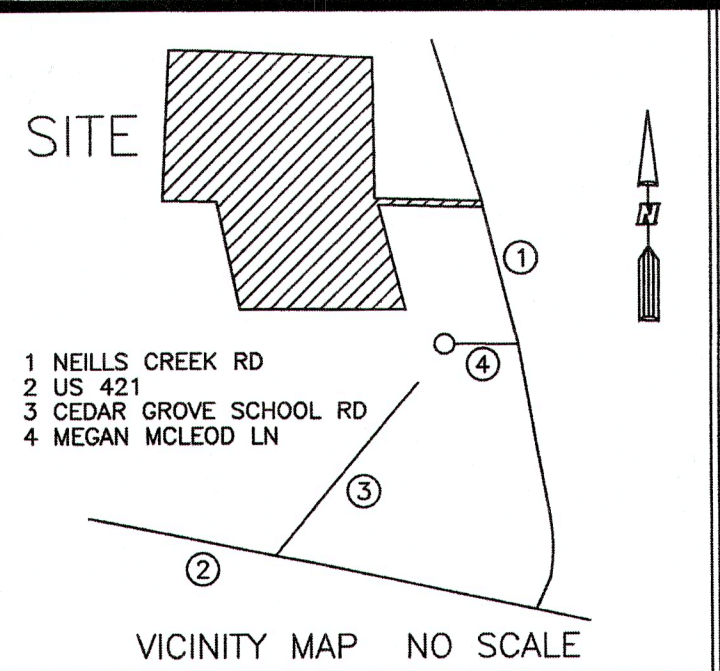 SITE
N
1
4
1 NEILLS CREEK RD
2 US 421
3 CEDAR GROVE SCHOOL RD
4 MEGAN MCLEOD LN
3
2
VICINITY MAP NO SCALE